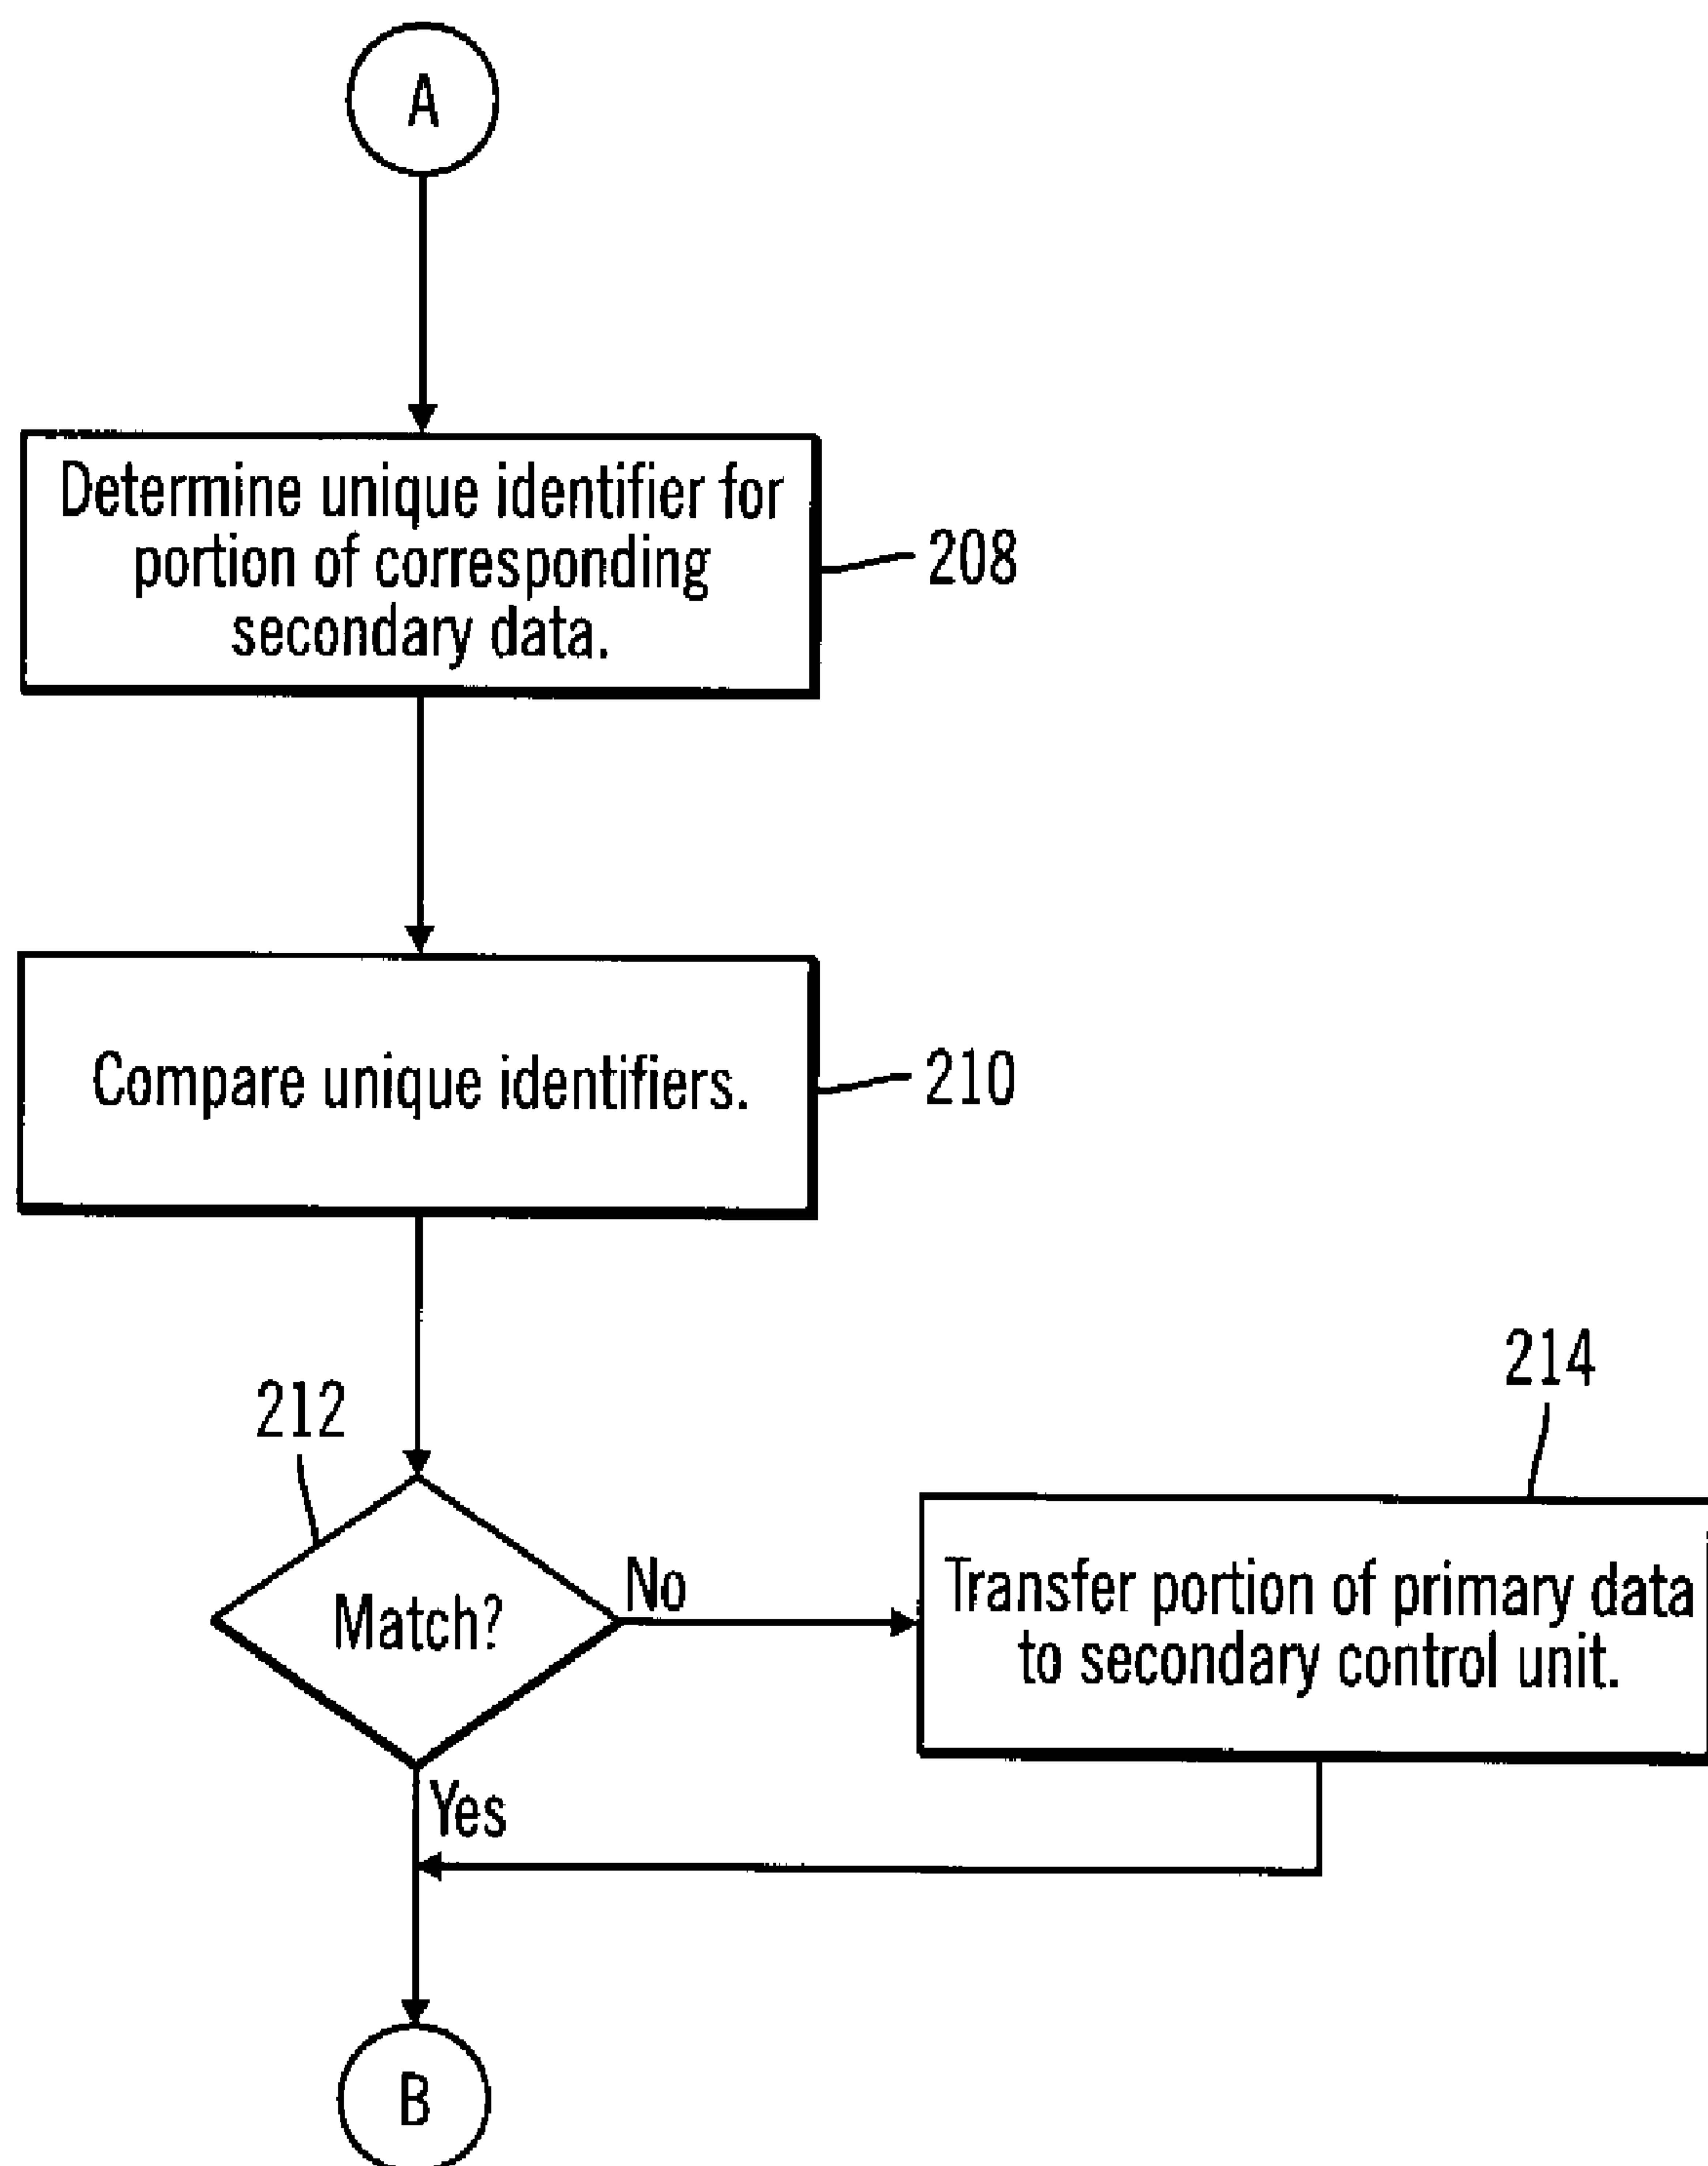 A
Determine unique identifier for
portion of corresponding
secondary data.
208
Compare unique identifiers.
210
212
214
Match?
No
Transfer portion of primary data
to secondary control unit.
Yes
B